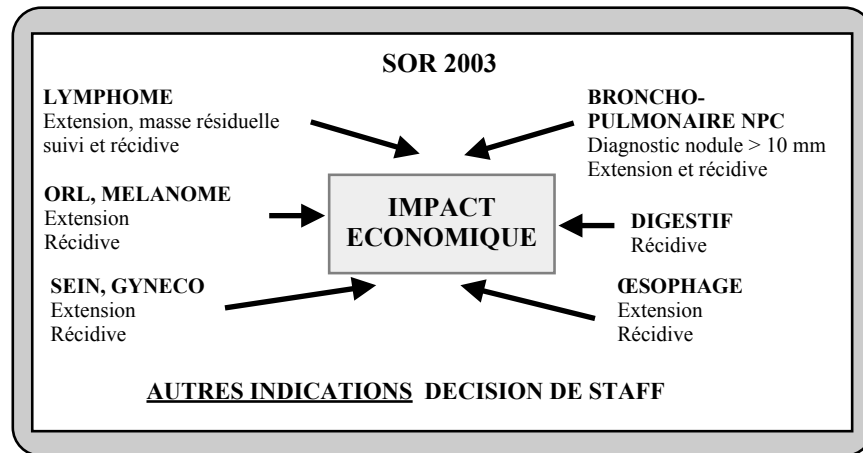 SOR 2003
LYMPHOME
Extension, masse résiduelle
suivi et récidive
BRONCHO-
PULMONAIRE NPC
Diagnostic nodule > 10 mm
Extension et récidive
ORL, MELANOME
Extension
Récidive
IMPACT
ECONOMIQUE
DIGESTIF
Récidive
SEIN, GYNECO
Extension
Récidive
ŒSOPHAGE
Extension
Récidive
AUTRES INDICATIONS DECISION DE STAFF